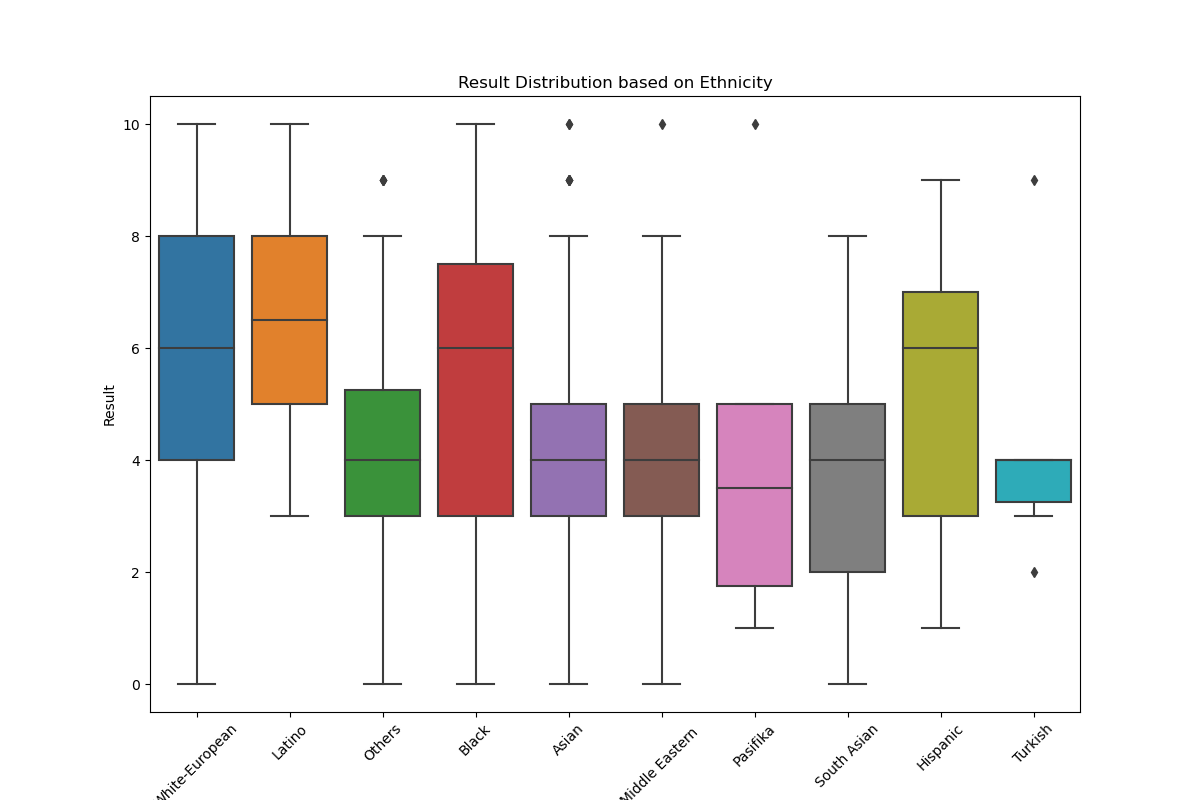 Result Distribution based on Ethnicity
Result
10
8
6
4
2
0
White-European
Latino
Others
Black
Asian
Middle Eastern
Pasifika
South Asian
Hispanic
Turkish